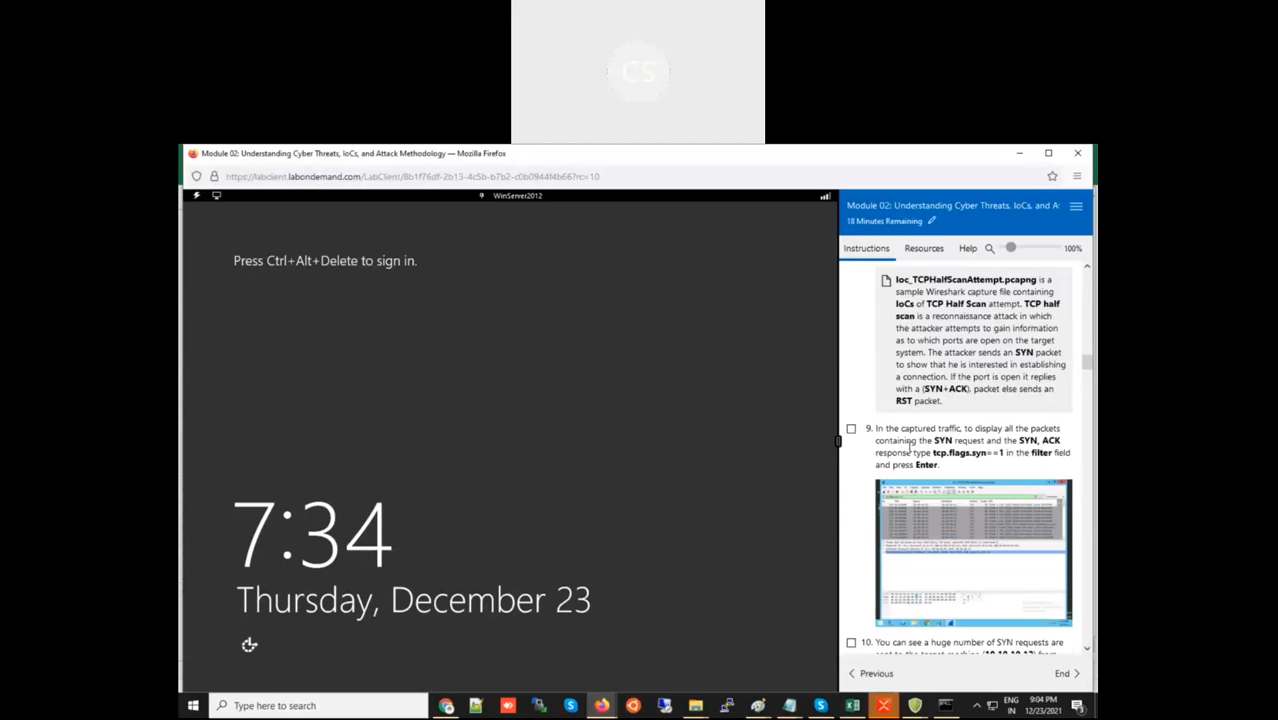 CS
Module 02: Understanding Cyber Threats, IoCs, and Attack Methodology — Mozilla Firefox
https://labclient.labondemand.com/LabClient/8b1f76df-2b13-4c5b-b7b2-c0b0944f4b66?rc=10
WinServer2012
Module 02: Understanding Cyber Threats, IoCs, and A
18 Minutes Remaining
Instructions Resources Help 100%
Press Ctrl+Alt+Delete to sign in.
7:34
Thursday, December 23
Ioc_TCPHalfScanAttempt.pcapng is a
sample Wireshark capture file containing
IoCs of TCP Half Scan attempt. TCP half
scan is a reconnaissance attack in which
the attacker attempts to gain information
as to which ports are open on the target
system. The attacker sends an SYN packet
to show that he is interested in establishing
a connection. If the port is open it replies
with a (SYN+ACK), packet else sends an
RST packet.
9. In the captured traffic, to display all the packets
containing the SYN request and the SYN, ACK
response type tcp.flags.syn==1 in the filter field
and press Enter.
10. You can see a huge number of SYN requests are
Previous End
Type here to search
ENG
IN
9:04 PM
12/23/2021
3